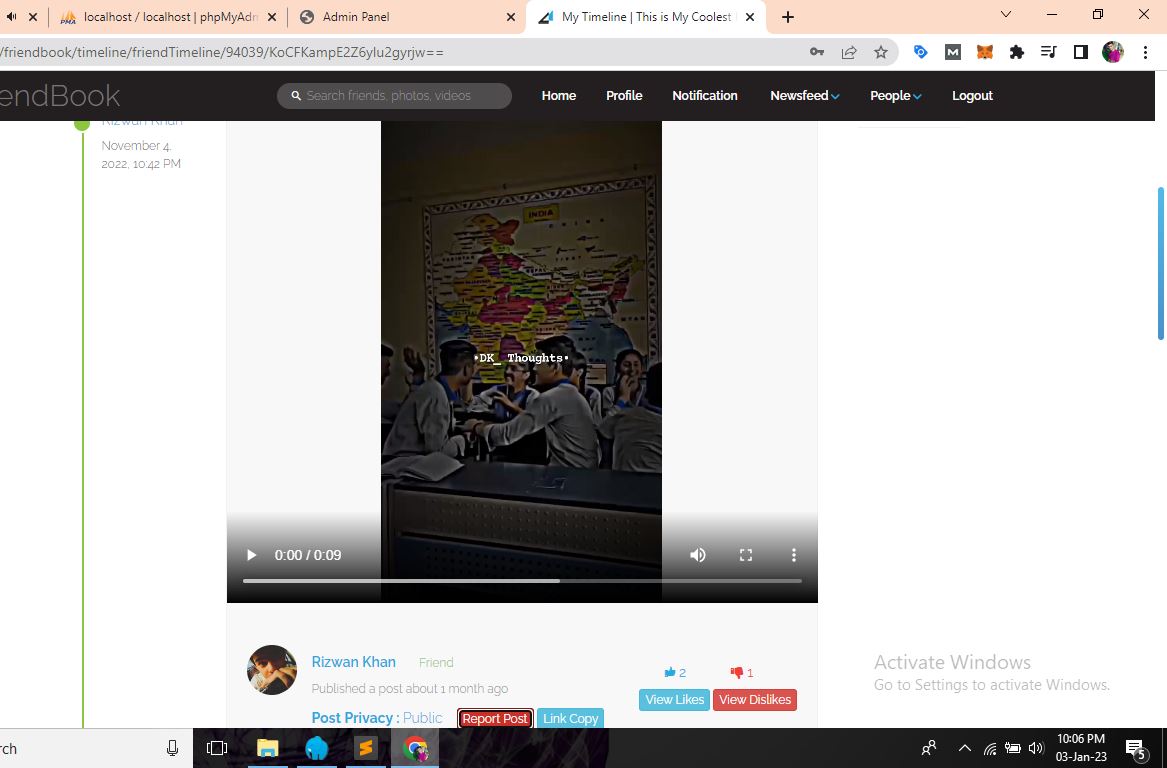 localhost / localhost | phpMyAdm
Admin Panel
My Timeline | This is My Coolest
/friendbook/timeline/friendTimeline/94039/KoCFKampE2Z6ylu2gyrjw==
endBook
Search friends, photos, videos
Home
Profile
Notification
Newsfeed
People
Logout
Rizwan Khan
November 4,
2022, 10:42 PM
INDIA
•DK_ Thoughts•
0:00 / 0:09
Rizwan Khan
Friend
Published a post about 1 month ago
2
1
View Likes
View Dislikes
Post Privacy : Public
Report Post
Link Copy
Activate Windows
Go to Settings to activate Windows.
rch
10:06 PM
03-Jan-23
5